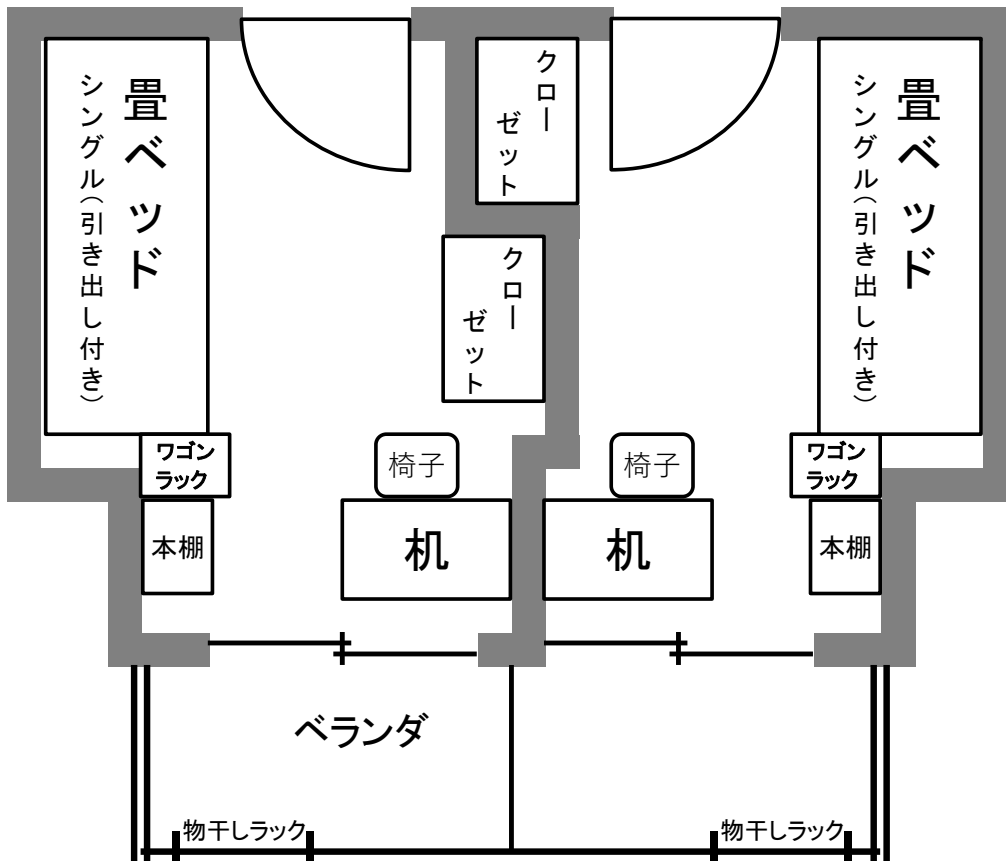 畳ベッド
シングル(引き出し付き)
クロー
ゼット
クロー
ゼット
畳ベッド
シングル(引き出し付き)
ワゴン
ラック
本棚
椅子
机
椅子
机
ワゴン
ラック
本棚
ベランダ
物干しラック
物干しラック